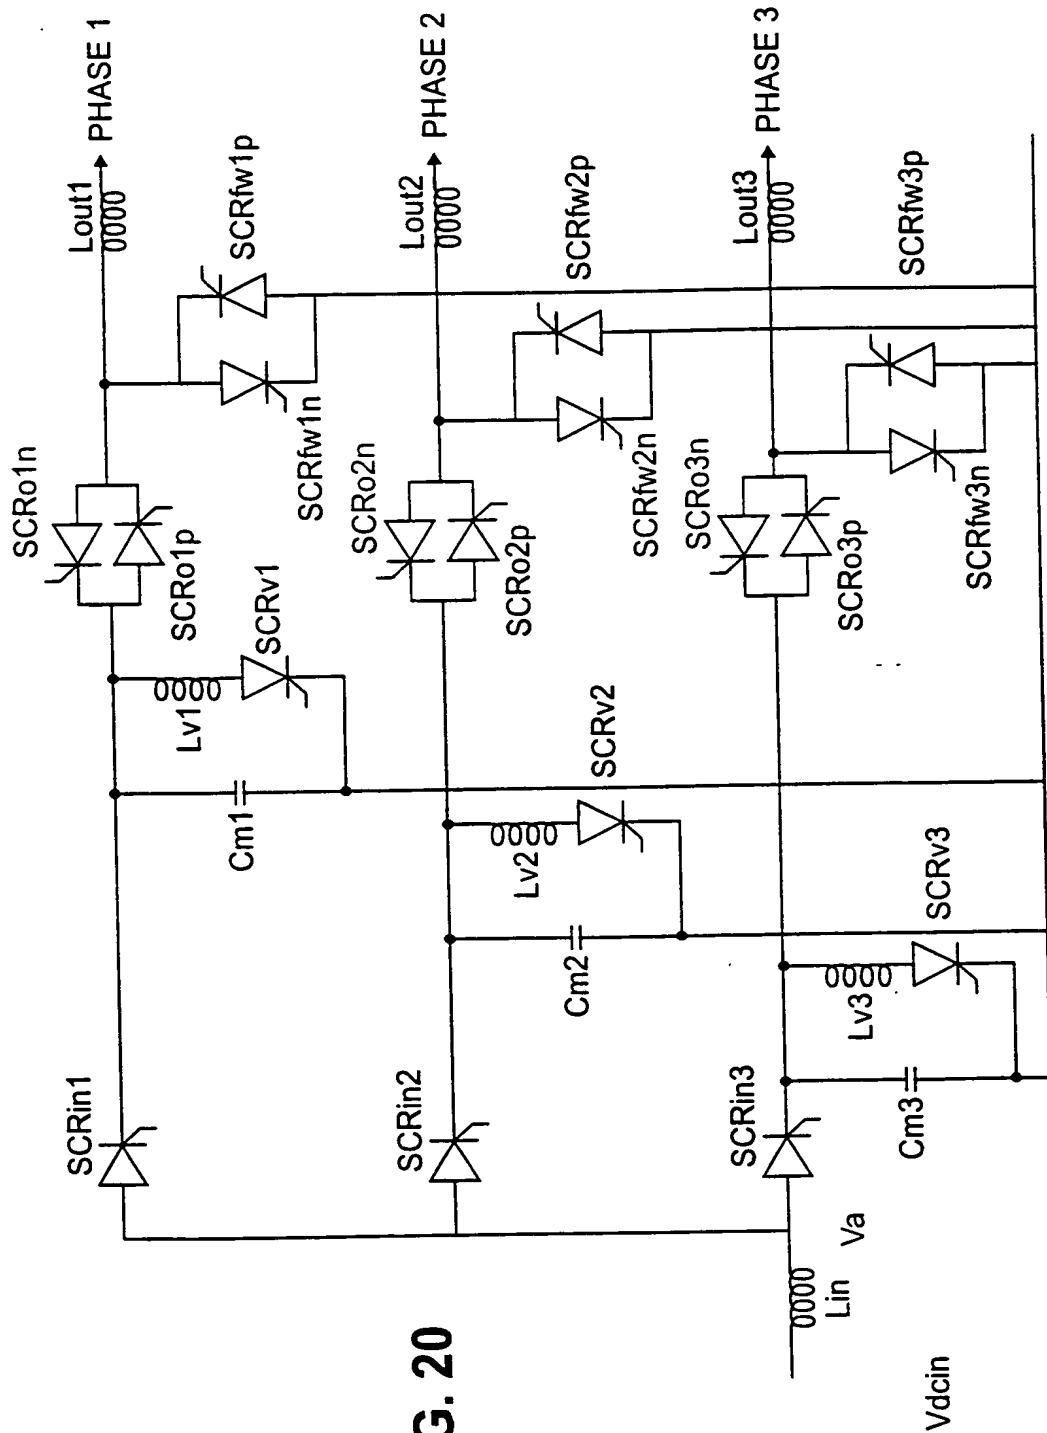 PHASE 1
Lout1
SCRfw1p
SCRfw1n
SCRo1n
SCRo1p
SCRv1
Lv1
Cm1
SCRin1
PHASE 2
Lout2
SCRfw2p
SCRfw2n
SCRo2n
SCRo2p
SCRv2
Lv2
Cm2
SCRin2
PHASE 3
Lout3
SCRfw3p
SCRfw3n
SCRo3n
SCRo3p
SCRv3
Lv3
Cm3
SCRin3
Va
Lin
Vdcin
G. 20